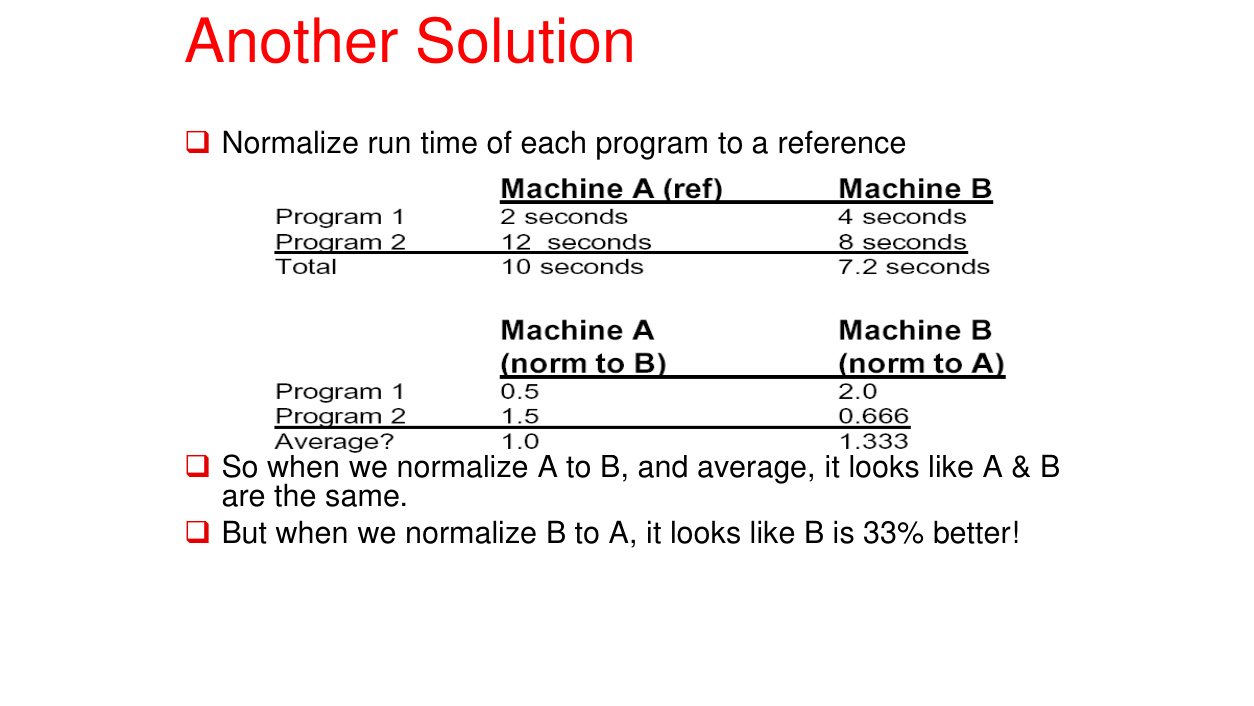 Another Solution
❑ Normalize run time of each program to a reference
Machine A (ref) Machine B
Program 1 2 seconds 4 seconds
Program 2 12 seconds 8 seconds
Total 10 seconds 7.2 seconds
Machine A Machine B
(norm to B) (norm to A)
Program 1 0.5 2.0
Program 2 1.5 0.666
Average? 1.0 1.333
❑ So when we normalize A to B, and average, it looks like A & B
are the same.
❑ But when we normalize B to A, it looks like B is 33% better!